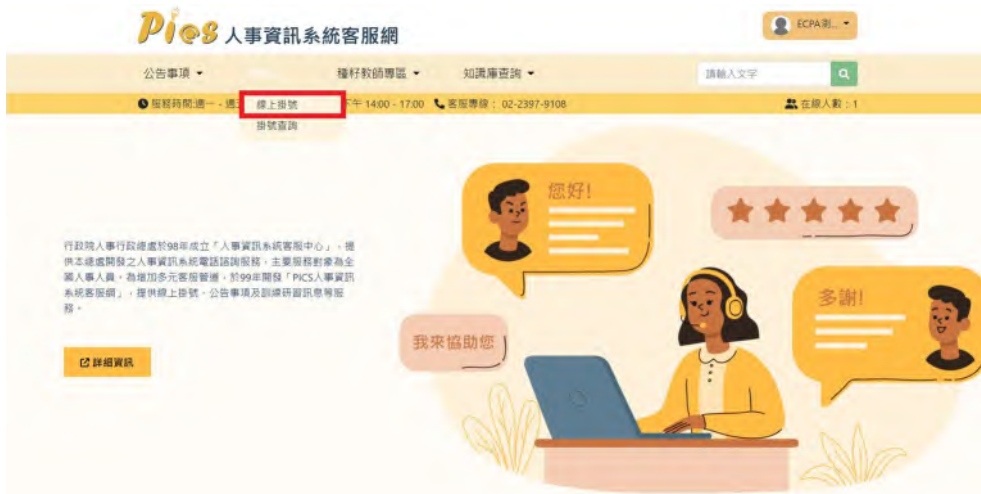 Pics 人事資訊系統客服網
ECPA測... 
公告事項
種籽教師專區
知識庫查詢
請輸入文字
服務時間:週一 - 週
下午 14:00 - 17:00
客服專線: 02-2397-9108
在線人數:1
線上掛號
掛號查詢
您好!
行政院人事行政總處於98年成立「人事資訊系統客服中心」,提
供本總處開發之人事資訊系統電話諮詢服務,主要服務對象為全
國人事人員。為增加多元客服管道,於99年開發「PICS人事資訊
系統客服網」,提供線上掛號、公告事項及訓練研習訊息等服
務。
多謝!
我來協助您
詳細資訊